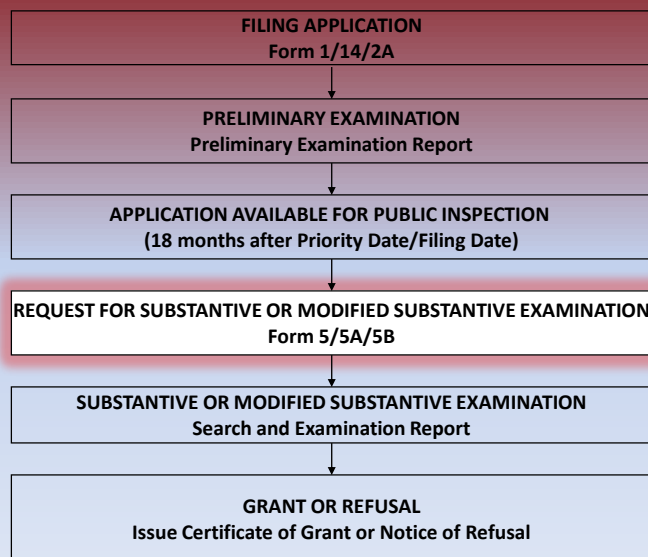 FILING APPLICATION
Form 1/14/2A
PRELIMINARY EXAMINATION
Preliminary Examination Report
APPLICATION AVAILABLE FOR PUBLIC INSPECTION
(18 months after Priority Date/Filing Date)
REQUEST FOR SUBSTANTIVE OR MODIFIED SUBSTANTIVE EXAMINATION
Form 5/5A/5B
SUBSTANTIVE OR MODIFIED SUBSTANTIVE EXAMINATION
Search and Examination Report
GRANT OR REFUSAL
Issue Certificate of Grant or Notice of Refusal